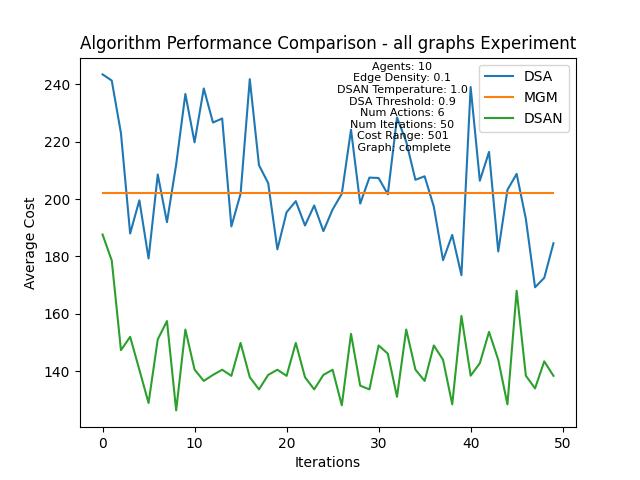 Algorithm Performance Comparison - all graphs Experiment
Agents: 10
Edge Density: 0.1
DSAN Temperature: 1.0
DSA Threshold: 0.9
Num Actions: 6
Num Iterations: 50
Cost Range: 501
Graph: complete
DSA
MGM
DSAN
Average Cost
240
220
200
180
160
140
0
10
20
30
40
50
Iterations